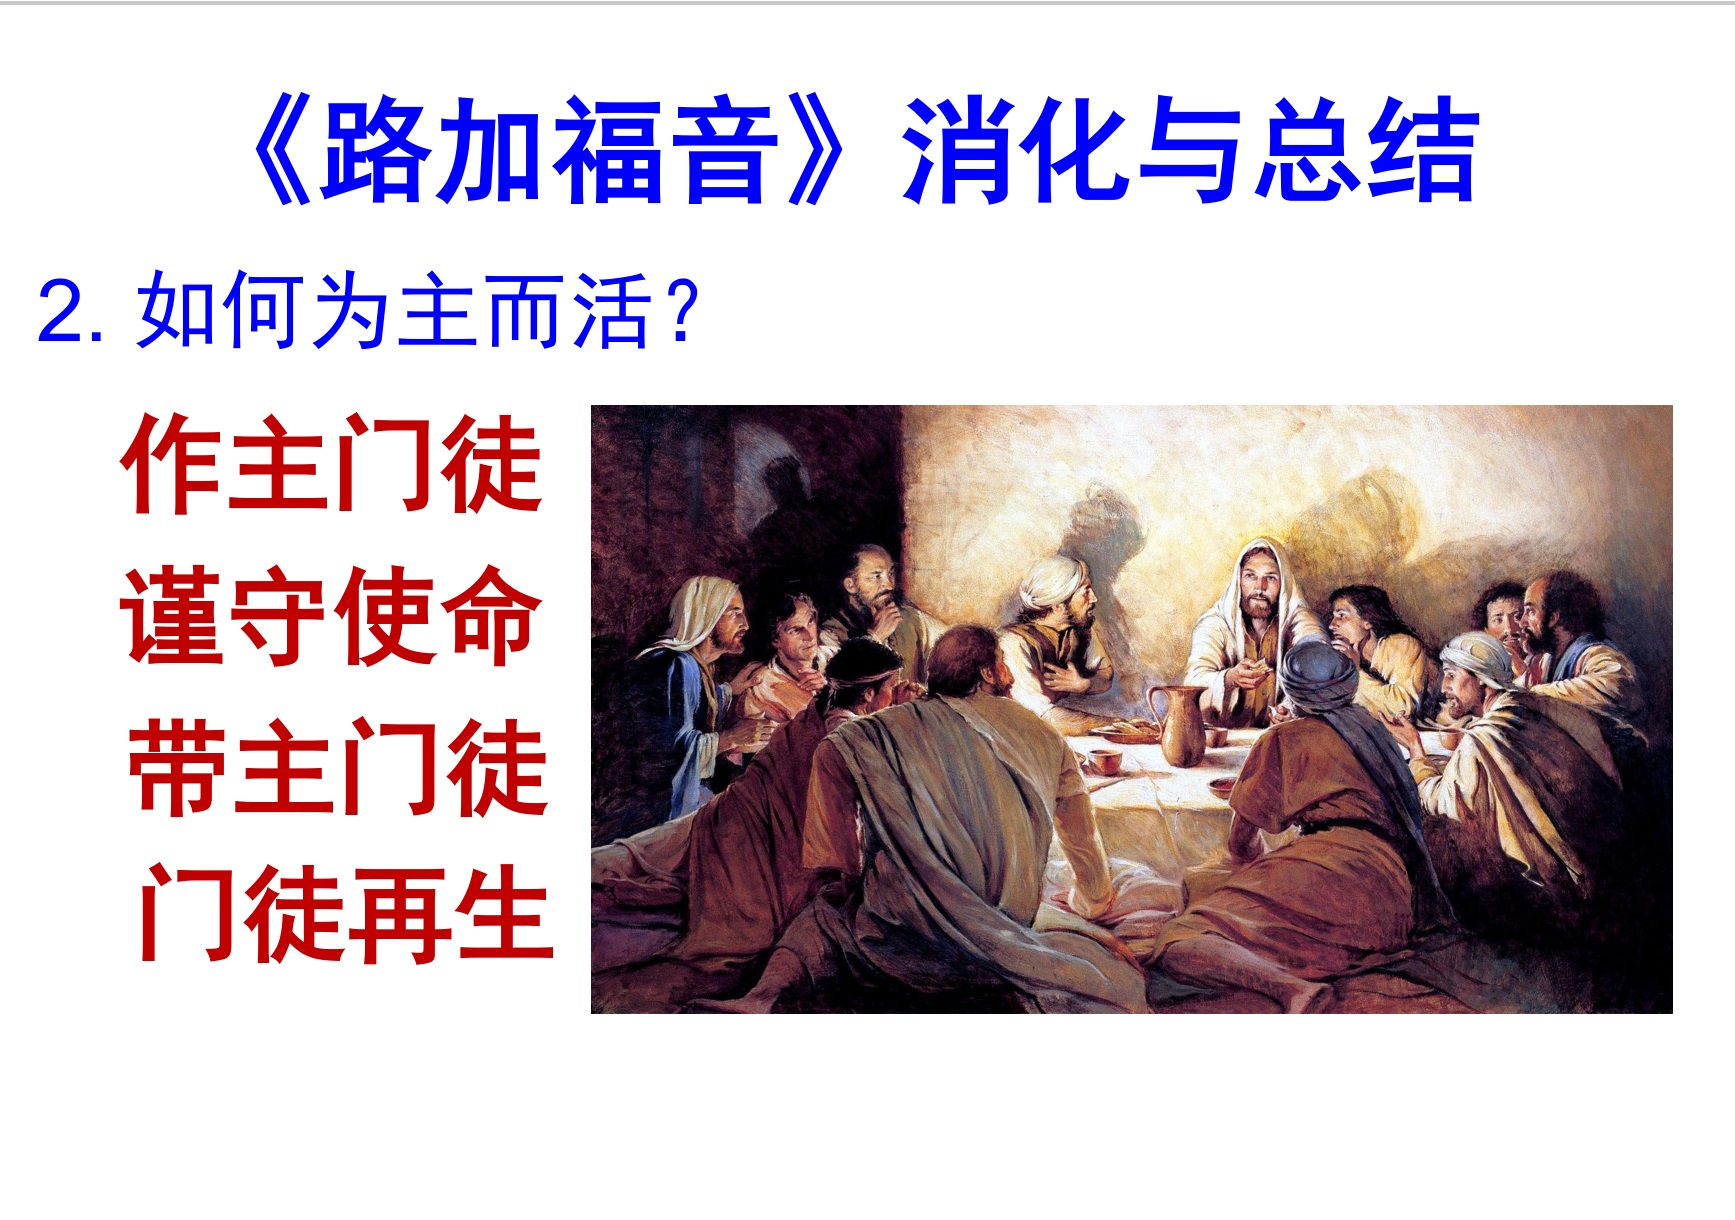 《路加福音》消化与总结
2. 如何为主而活？
作主门徒
谨守使命
带主门徒
门徒再生